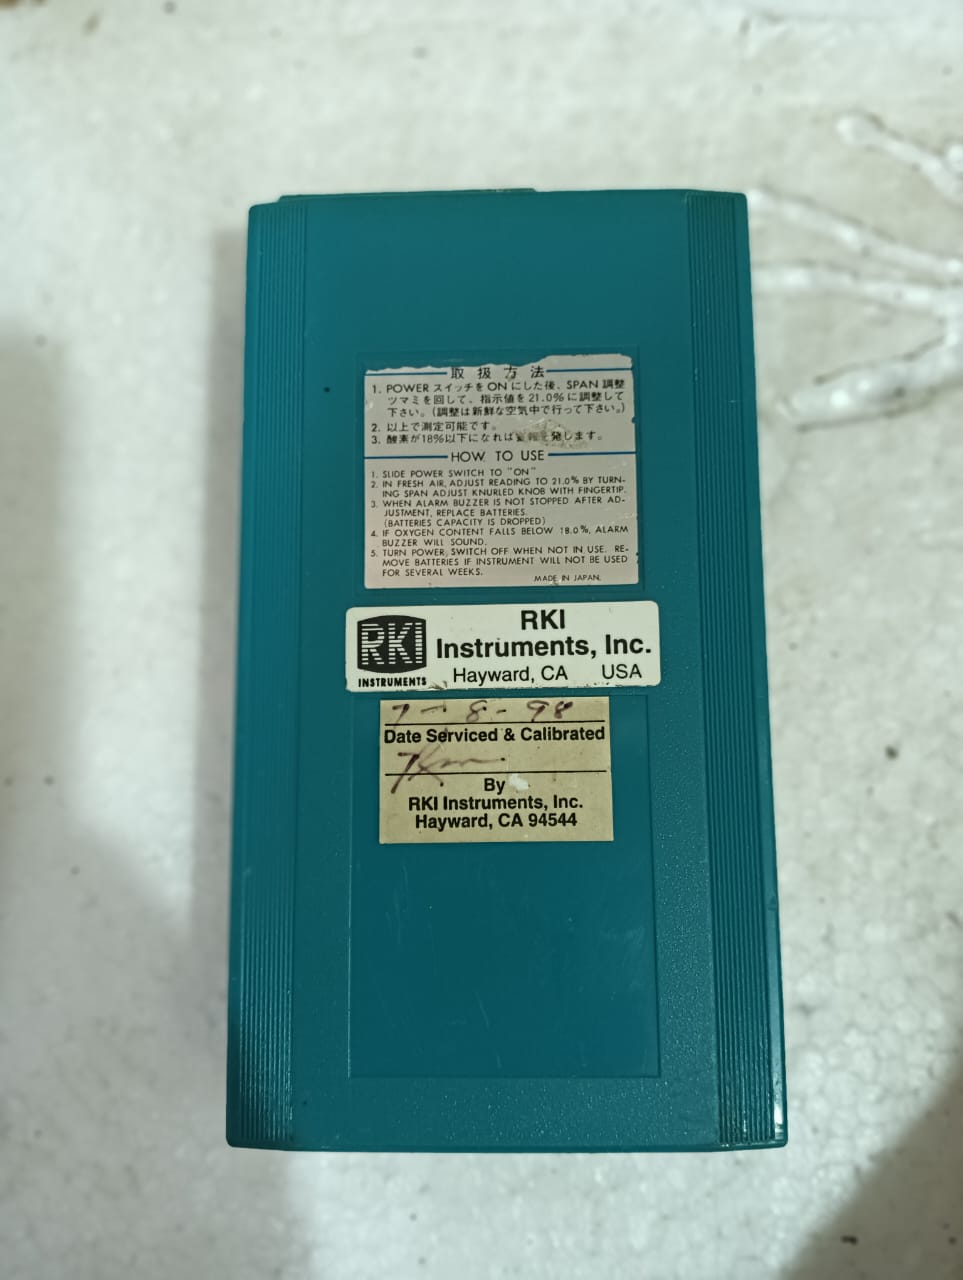 取扱方法
1. POWER スイッチを ON にした後、SPAN 調整
ツマミを回して、指示値を 21.0% に調整して
下さい。(調整は新鮮な空気中で行って下さい。)
2. 以上で測定可能です。
3. 酸素が18%以下になれば警報を発します。
HOW TO USE
1. SLIDE POWER SWITCH TO "ON"
2. IN FRESH AIR, ADJUST READING TO 21.0% BY TURN-
ING SPAN ADJUST KNURLED KNOB WITH FINGERTIP.
3. WHEN ALARM BUZZER IS NOT STOPPED AFTER AD-
JUSTMENT, REPLACE BATTERIES.
(BATTERIES CAPACITY IS DROPPED)
4. IF OXYGEN CONTENT FALLS BELOW 18.0%, ALARM
BUZZER WILL SOUND.
5. TURN POWER SWITCH OFF WHEN NOT IN USE. RE-
MOVE BATTERIES IF INSTRUMENT WILL NOT BE USED
FOR SEVERAL WEEKS.
MADE IN JAPAN.
RKI
INSTRUMENTS
RKI
Instruments, Inc.
Hayward, CA USA
7-8-98
Date Serviced & Calibrated
By
RKI Instruments, Inc.
Hayward, CA 94544